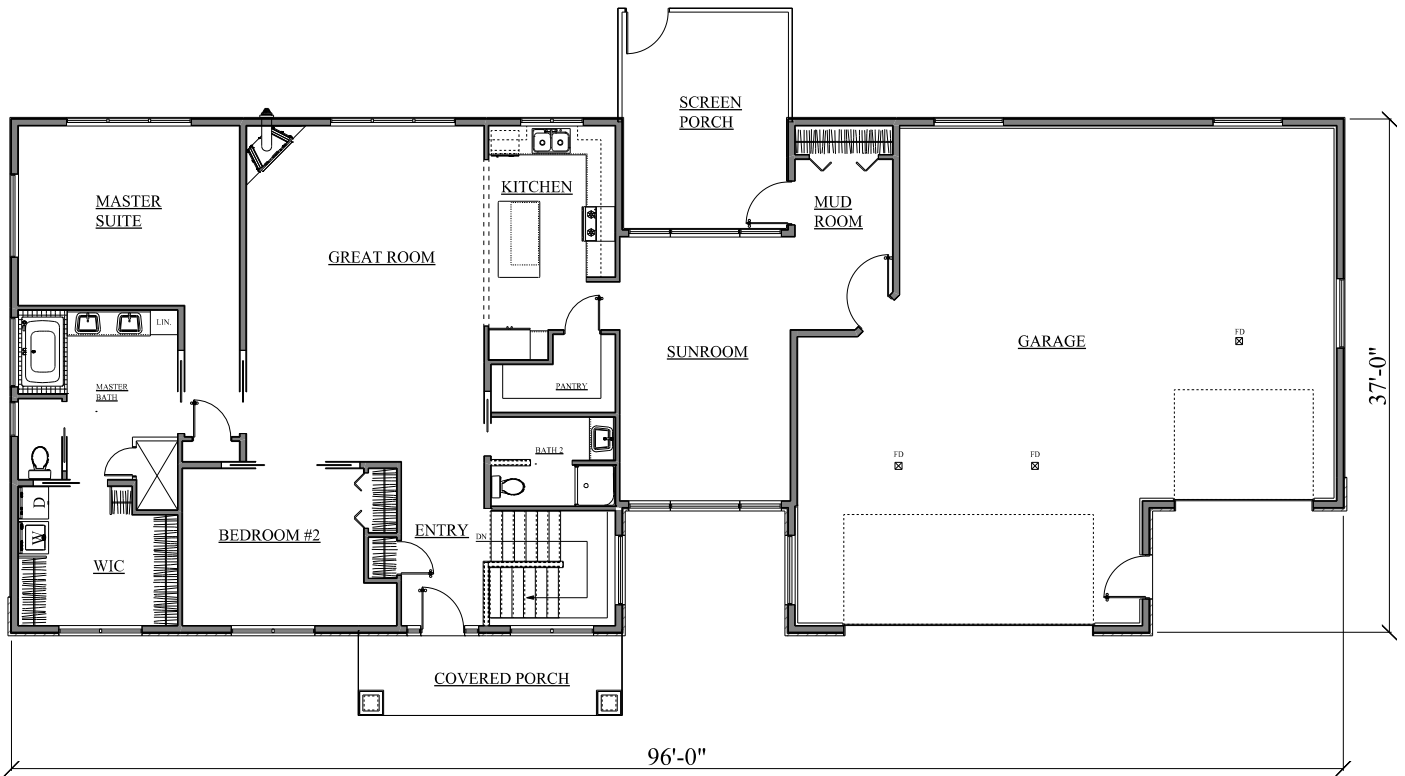 SCREEN
PORCH
MASTER
SUITE
KITCHEN
MUD
ROOM
GREAT ROOM
LIN.
FD
GARAGE
SUNROOM
37'-0"
MASTER
BATH
PANTRY
BATH 2
FD
FD
D
W
BEDROOM #2
ENTRY
DN
WIC
COVERED PORCH
96'-0"